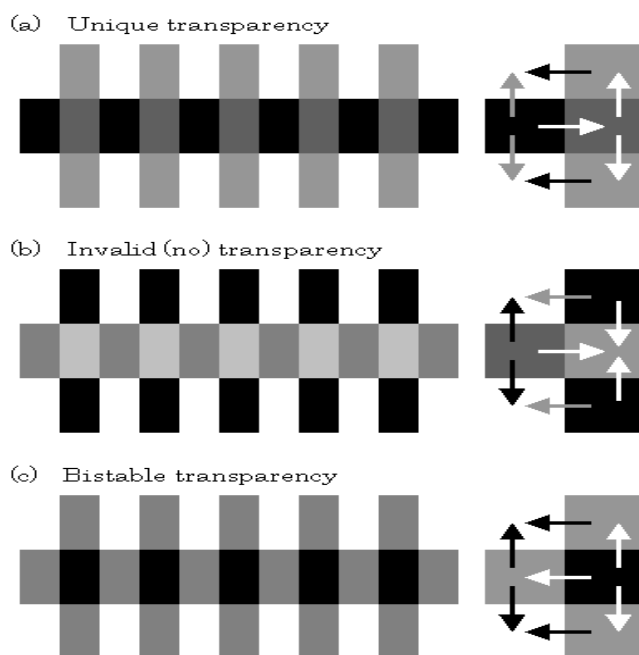 (a) Unique transparency
(b) Invalid (no) transparency
(c) Bistable transparency